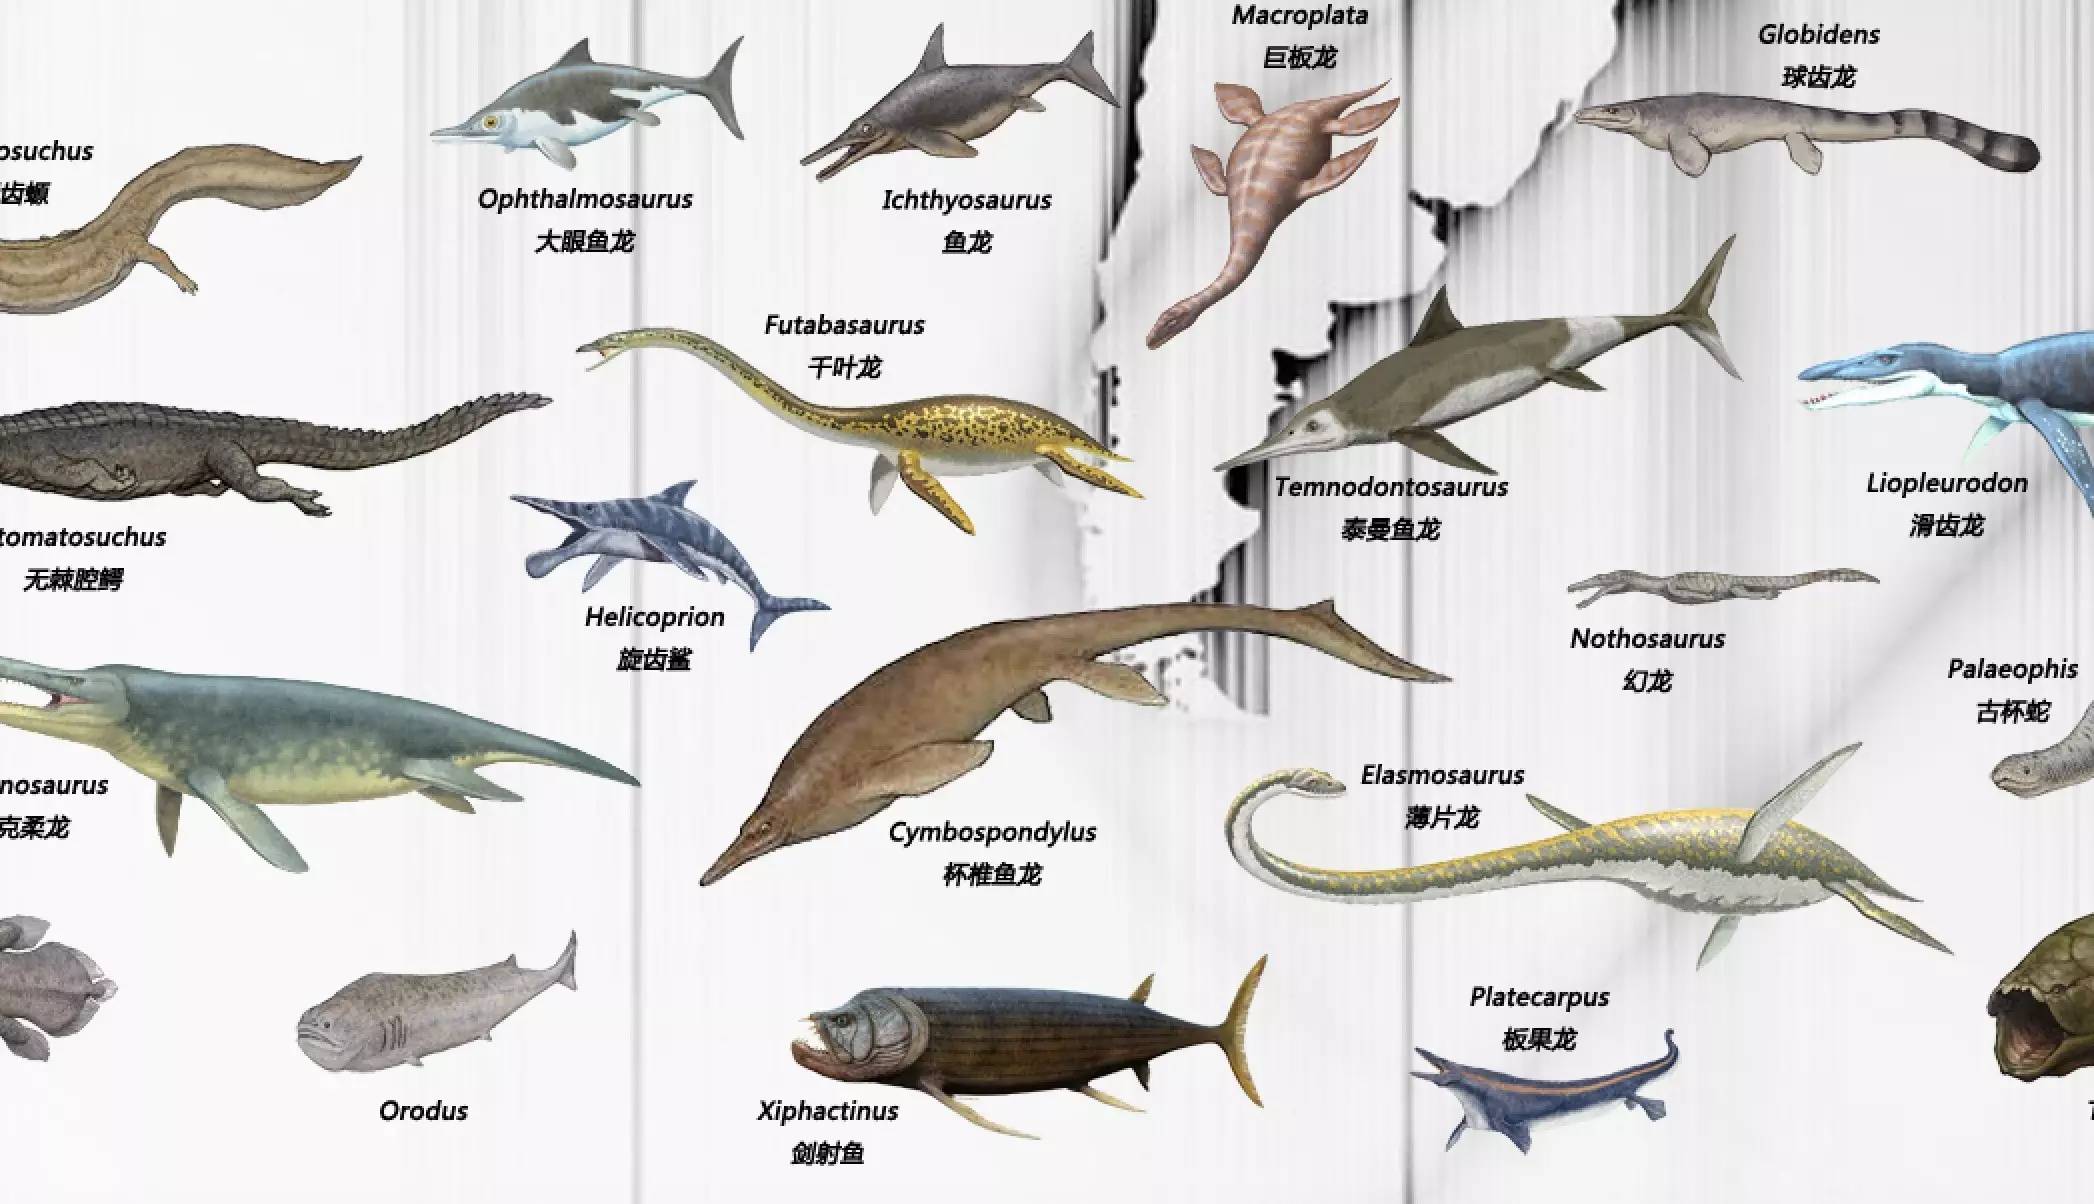 Macroplata
巨板龙
Globidens
球齿龙
osuchus
齿螈
Ophthalmosaurus
大眼鱼龙
Ichthyosaurus
鱼龙
Futabasaurus
千叶龙
Temnodontosaurus
泰曼鱼龙
Liopleurodon
滑齿龙
tomatosuchus
无棘腔鳄
Helicoprion
旋齿鲨
Nothosaurus
幻龙
Palaeophis
古杯蛇
nosaurus
克柔龙
Cymbospondylus
杯椎鱼龙
Elasmosaurus
薄片龙
Platecarpus
板果龙
Orodus
Xiphactinus
剑射鱼